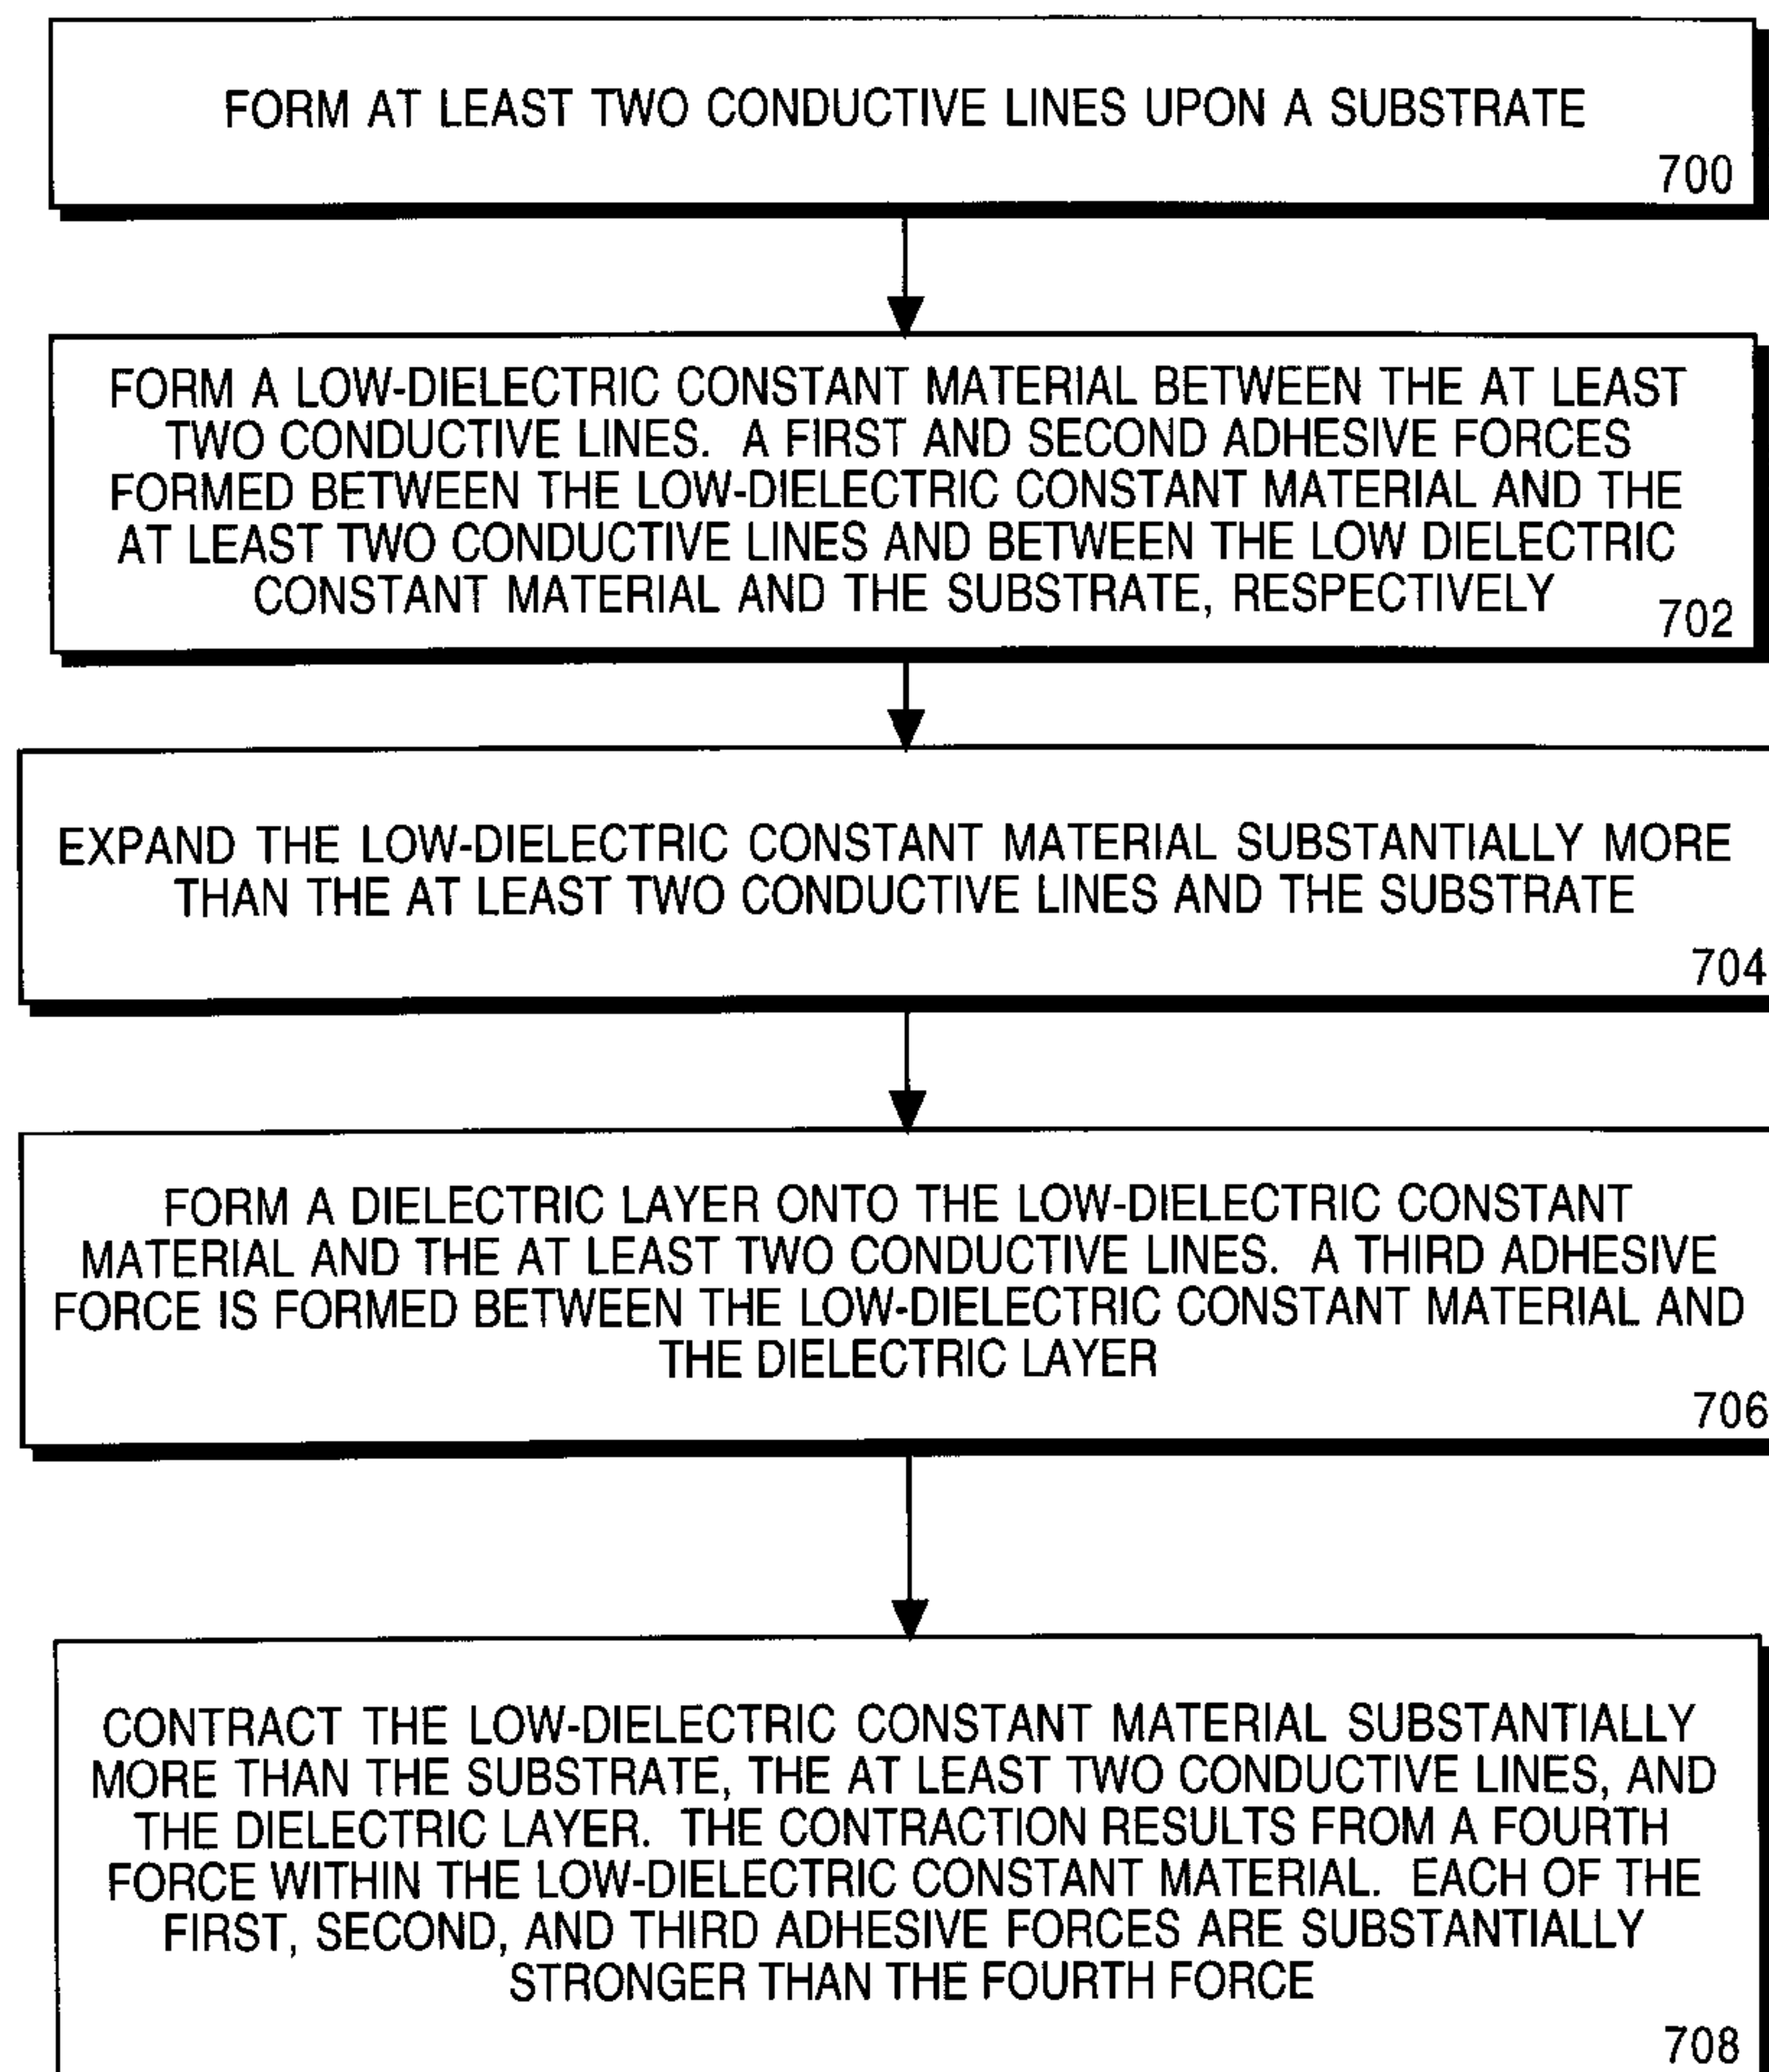 FORM AT LEAST TWO CONDUCTIVE LINES UPON A SUBSTRATE
700
FORM A LOW-DIELECTRIC CONSTANT MATERIAL BETWEEN THE AT LEAST
TWO CONDUCTIVE LINES. A FIRST AND SECOND ADHESIVE FORCES
FORMED BETWEEN THE LOW-DIELECTRIC CONSTANT MATERIAL AND THE
AT LEAST TWO CONDUCTIVE LINES AND BETWEEN THE LOW DIELECTRIC
CONSTANT MATERIAL AND THE SUBSTRATE, RESPECTIVELY
702
EXPAND THE LOW-DIELECTRIC CONSTANT MATERIAL SUBSTANTIALLY MORE
THAN THE AT LEAST TWO CONDUCTIVE LINES AND THE SUBSTRATE
704
FORM A DIELECTRIC LAYER ONTO THE LOW-DIELECTRIC CONSTANT
MATERIAL AND THE AT LEAST TWO CONDUCTIVE LINES. A THIRD ADHESIVE
FORCE IS FORMED BETWEEN THE LOW-DIELECTRIC CONSTANT MATERIAL AND
THE DIELECTRIC LAYER
706
CONTRACT THE LOW-DIELECTRIC CONSTANT MATERIAL SUBSTANTIALLY
MORE THAN THE SUBSTRATE, THE AT LEAST TWO CONDUCTIVE LINES, AND
THE DIELECTRIC LAYER. THE CONTRACTION RESULTS FROM A FOURTH
FORCE WITHIN THE LOW-DIELECTRIC CONSTANT MATERIAL. EACH OF THE
FIRST, SECOND, AND THIRD ADHESIVE FORCES ARE SUBSTANTIALLY
STRONGER THAN THE FOURTH FORCE
708